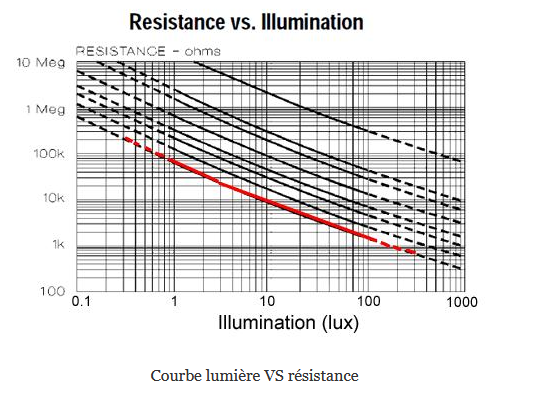 Resistance vs. Illumination
RESISTANCE - ohms
10 Meg
1 Meg
100k
10k
1k
100
0.1 1 10 100 1000
Illumination (lux)
Courbe lumière VS résistance